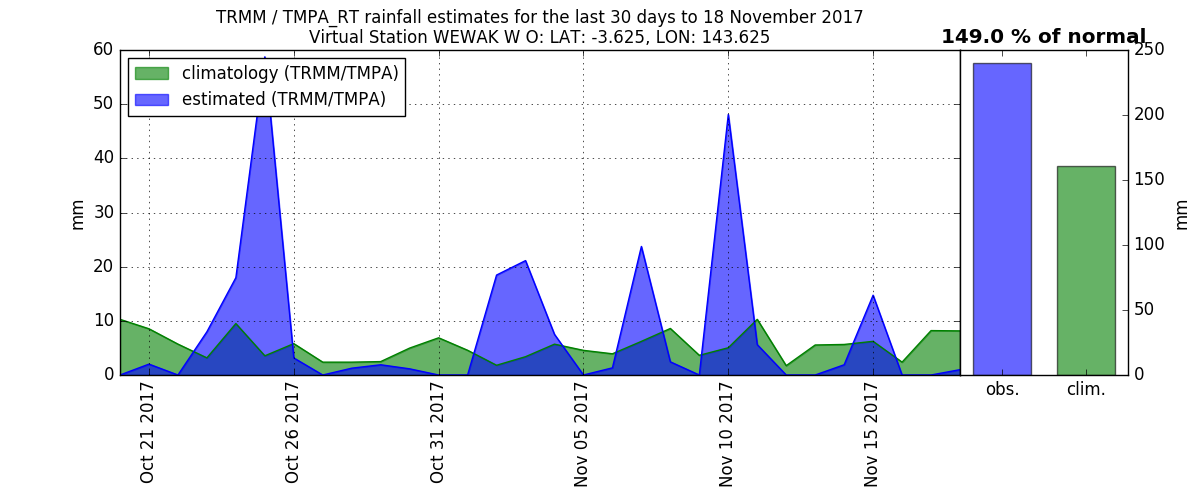 TRMM / TMPA_RT rainfall estimates for the last 30 days to 18 November 2017
Virtual Station WEWAK W O: LAT: -3.625, LON: 143.625
149.0 % of normal
climatology (TRMM/TMPA)
estimated (TRMM/TMPA)
60
50
40
30
20
10
0
mm
Oct 21 2017
Oct 26 2017
Oct 31 2017
Nov 05 2017
Nov 10 2017
Nov 15 2017
250
200
150
100
50
0
mm
obs.
clim.